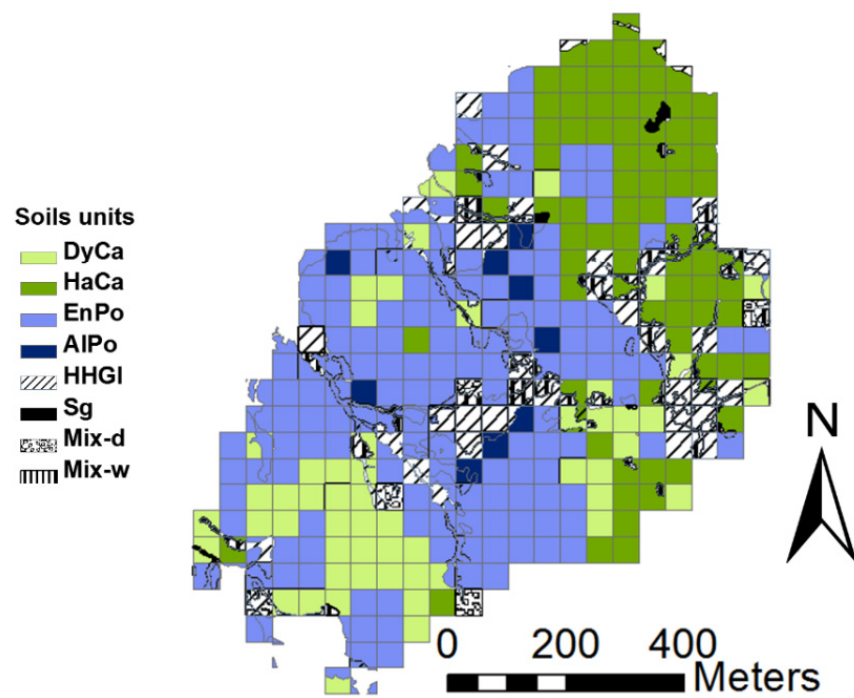 Soils units
DyCa
HaCa
EnPo
AlPo
HHGl
Sg
Mix-d
Mix-w
N
0 200 400
Meters